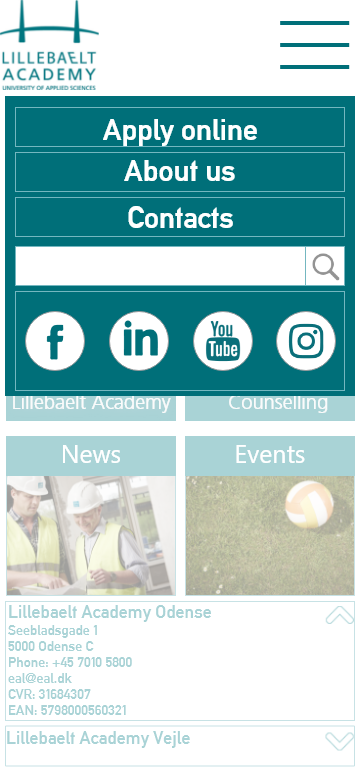 LILLEBAELT
ACADEMY
UNIVERSITY OF APPLIED SCIENCES
Apply online
About us
Contacts
f
in
You
Tube
Lillebaelt Academy
Counselling
News
Events
Lillebaelt Academy Odense
Seebladsgade 1
5000 Odense C
Phone: +45 7010 5800
eal@eal.dk
CVR: 31684307
EAN: 5798000560321
Lillebaelt Academy Vejle